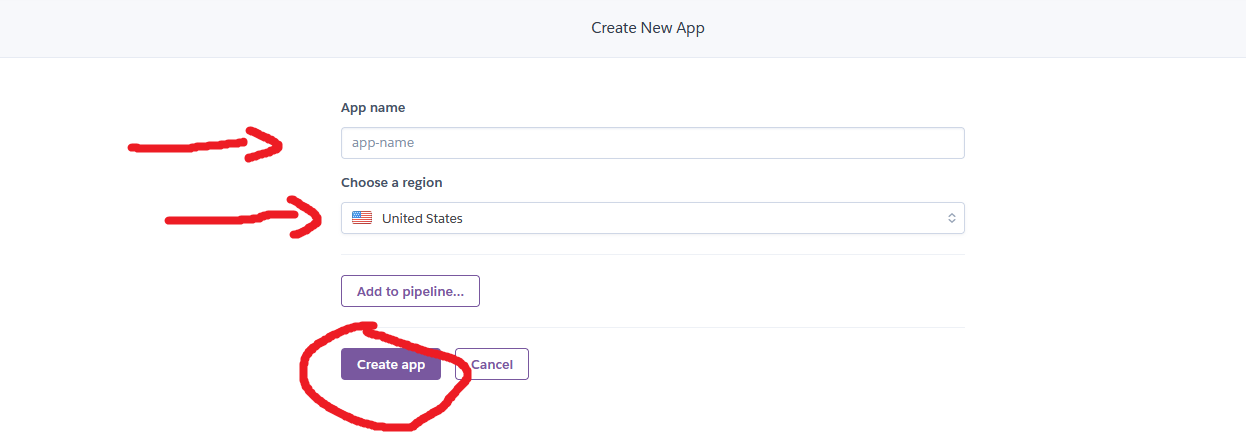 Create New App
App name
app-name
Choose a region
United States
Add to pipeline...
Create app
Cancel